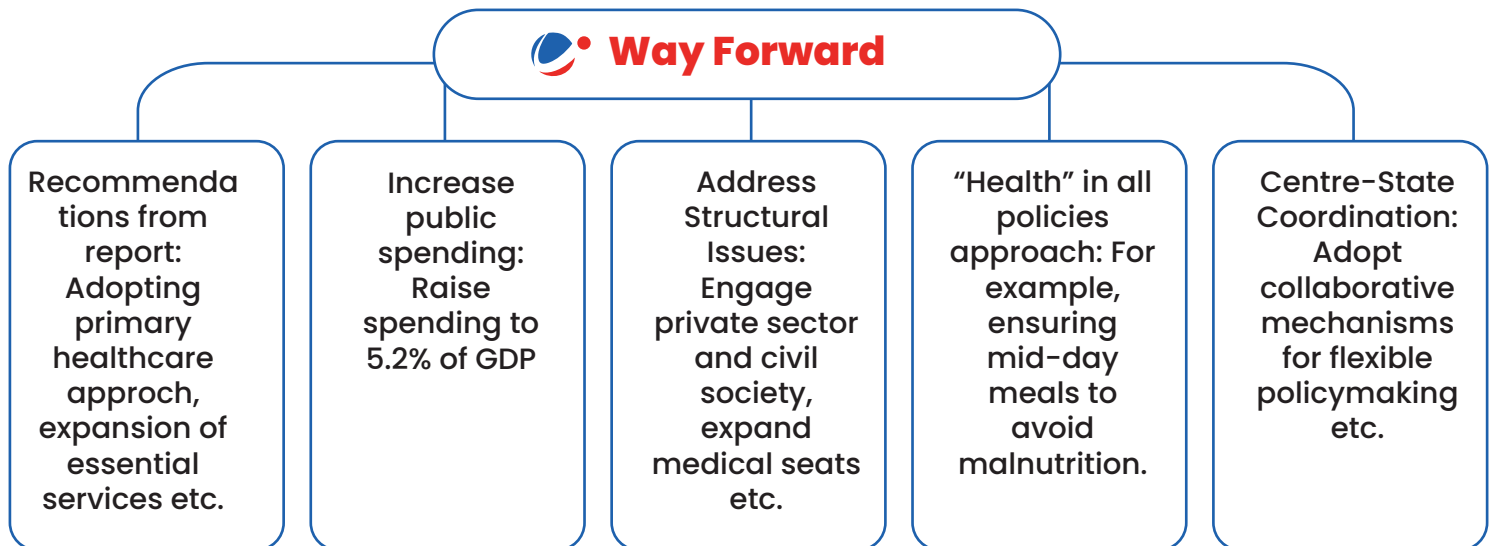 Way Forward
Recommenda
tions from
report:
Adopting
primary
healthcare
approch,
expansion of
essential
services etc.
Increase
public
spending:
Raise
spending to
5.2% of GDP
Address
Structural
Issues:
Engage
private sector
and civil
society,
expand
medical seats
etc.
“Health” in all
policies
approach: For
example,
ensuring
mid-day
meals to
avoid
malnutrition.
Centre-State
Coordination:
Adopt
collaborative
mechanisms
for flexible
policymaking
etc.